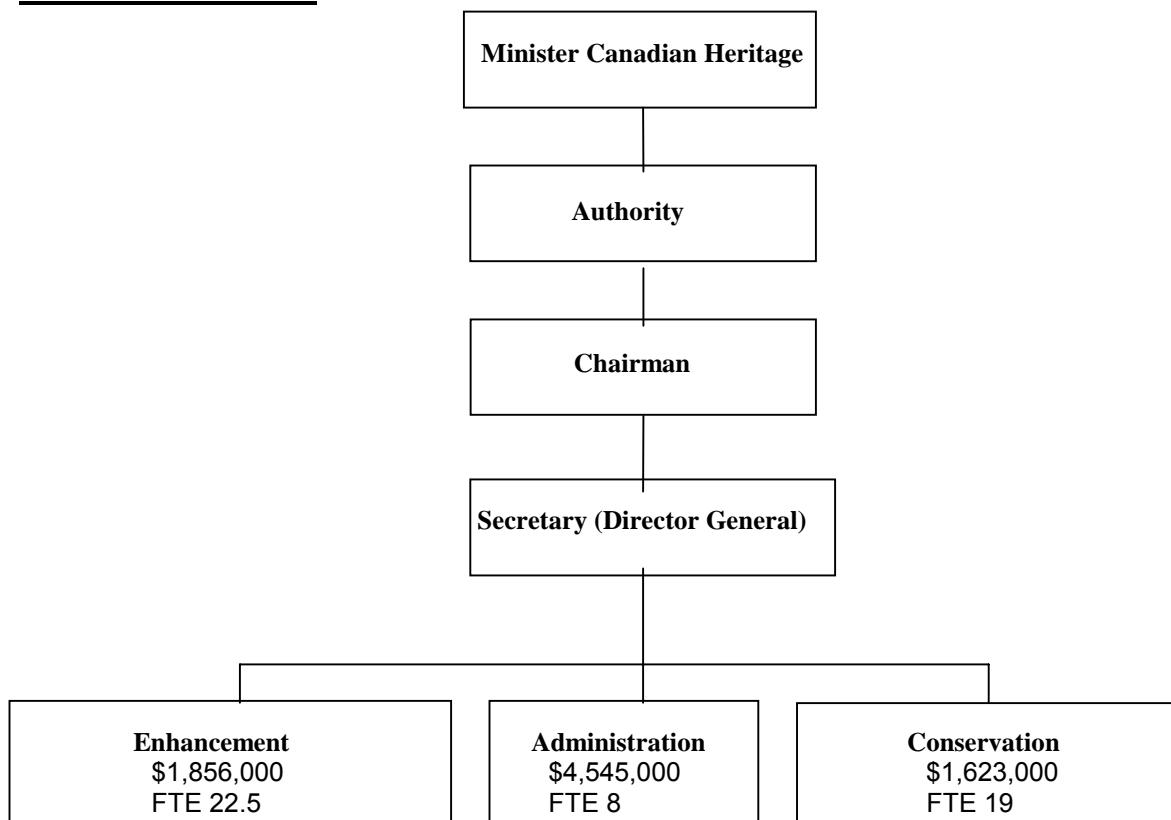 Minister Canadian Heritage
Authority
Chairman
Secretary (Director General)
Enhancement
$1,856,000
FTE 22.5
Administration
$4,545,000
FTE 8
Conservation
$1,623,000
FTE 19